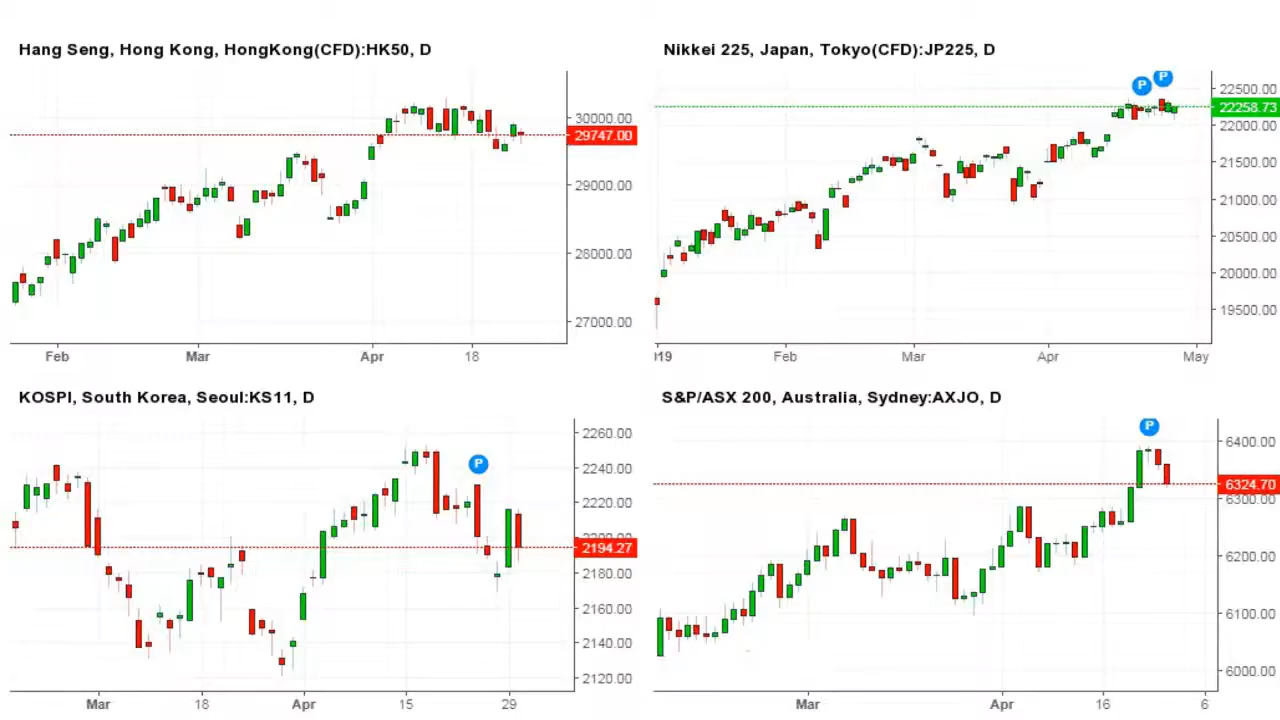 Hang Seng, Hong Kong, HongKong(CFD):HK50, D
30000.00
29747.00
29000.00
28000.00
27000.00
Feb Mar Apr 18
Nikkei 225, Japan, Tokyo(CFD):JP225, D
P P
22500.00
22258.73
22000.00
21500.00
21000.00
20500.00
20000.00
19500.00
Feb Mar Apr May
KOSPI, South Korea, Seoul:KS11, D
P
2260.00
2240.00
2220.00
2194.27
2180.00
2160.00
2140.00
2120.00
Mar 18 Apr 15 29
S&P/ASX 200, Australia, Sydney:AXJO, D
P
6400.00
6324.70
6300.00
6200.00
6100.00
6000.00
Mar Apr 16 6